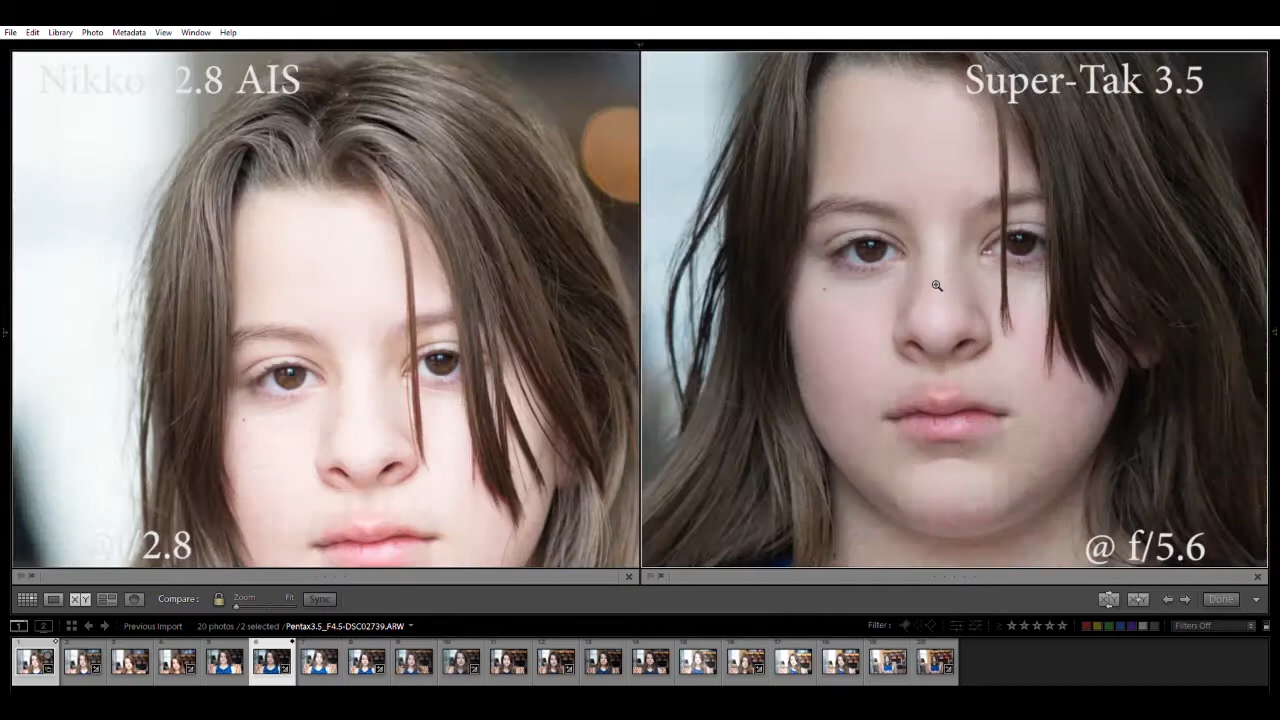 File Edit Library Photo Metadata View Window Help
Nikko 2.8 AIS
Super-Tak 3.5
@f/2.8
@ f/5.6
XY Compare : Zoom Fit Sync
Done
1 2 Previous Import 20 photos / 2 selected / Pentax3.5_F4.5-DSC02739.ARW
Filter : Filters Off